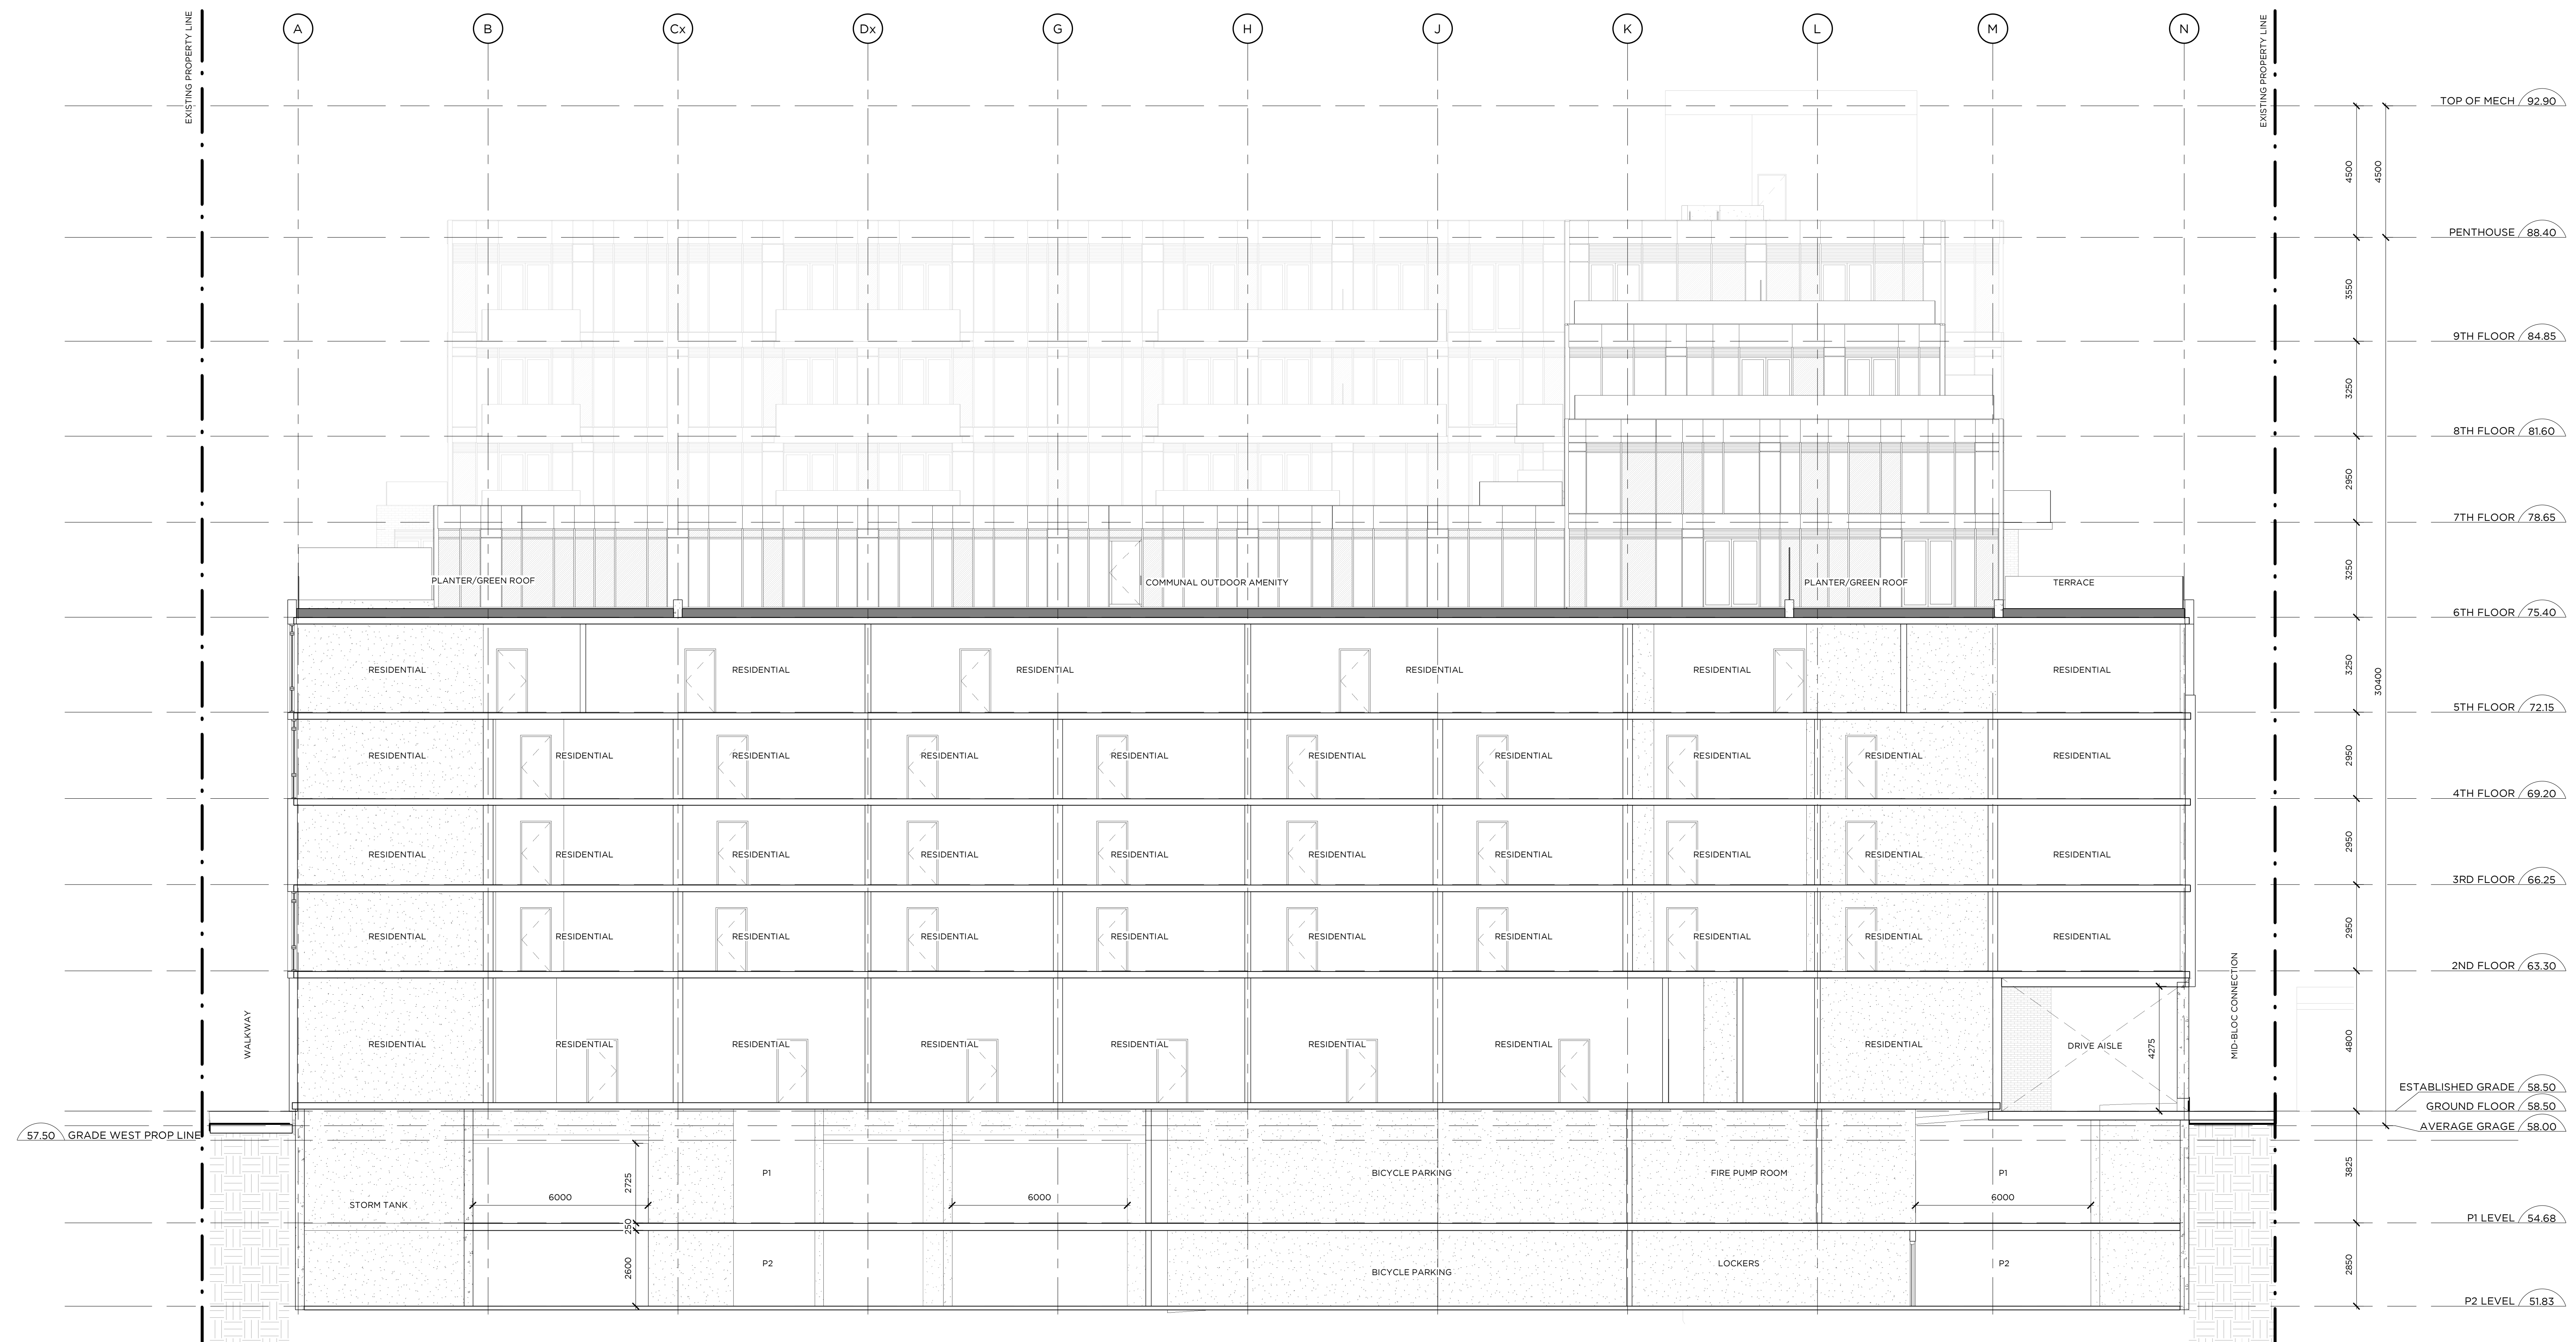 EXISTING PROPERTY LINE
A B Cx Dx G H J K L M N
EXISTING PROPERTY LINE
TOP OF MECH 92.90
4500 4500
PENTHOUSE 88.40
3550
9TH FLOOR 84.85
3250
8TH FLOOR 81.60
2950
7TH FLOOR 78.65
3250
PLANTER/GREEN ROOF COMMUNAL OUTDOOR AMENITY PLANTER/GREEN ROOF TERRACE
6TH FLOOR 75.40
3250
30400
RESIDENTIAL RESIDENTIAL RESIDENTIAL RESIDENTIAL RESIDENTIAL RESIDENTIAL
5TH FLOOR 72.15
2950
RESIDENTIAL RESIDENTIAL RESIDENTIAL RESIDENTIAL RESIDENTIAL RESIDENTIAL RESIDENTIAL RESIDENTIAL RESIDENTIAL RESIDENTIAL
4TH FLOOR 69.20
2950
RESIDENTIAL RESIDENTIAL RESIDENTIAL RESIDENTIAL RESIDENTIAL RESIDENTIAL RESIDENTIAL RESIDENTIAL RESIDENTIAL RESIDENTIAL
3RD FLOOR 66.25
2950
RESIDENTIAL RESIDENTIAL RESIDENTIAL RESIDENTIAL RESIDENTIAL RESIDENTIAL RESIDENTIAL RESIDENTIAL RESIDENTIAL RESIDENTIAL
2ND FLOOR 63.30
4800
WALKWAY
RESIDENTIAL RESIDENTIAL RESIDENTIAL RESIDENTIAL RESIDENTIAL RESIDENTIAL RESIDENTIAL RESIDENTIAL DRIVE AISLE
4275
MID-BLOC CONNECTION
ESTABLISHED GRADE 58.50
GROUND FLOOR 58.50
AVERAGE GRAGE 58.00
57.50 GRADE WEST PROP LINE
3825
2725
P1 BICYCLE PARKING FIRE PUMP ROOM P1
6000 6000 6000
STORM TANK
P1 LEVEL 54.68
250
2850
2600
P2 BICYCLE PARKING LOCKERS P2
P2 LEVEL 51.83